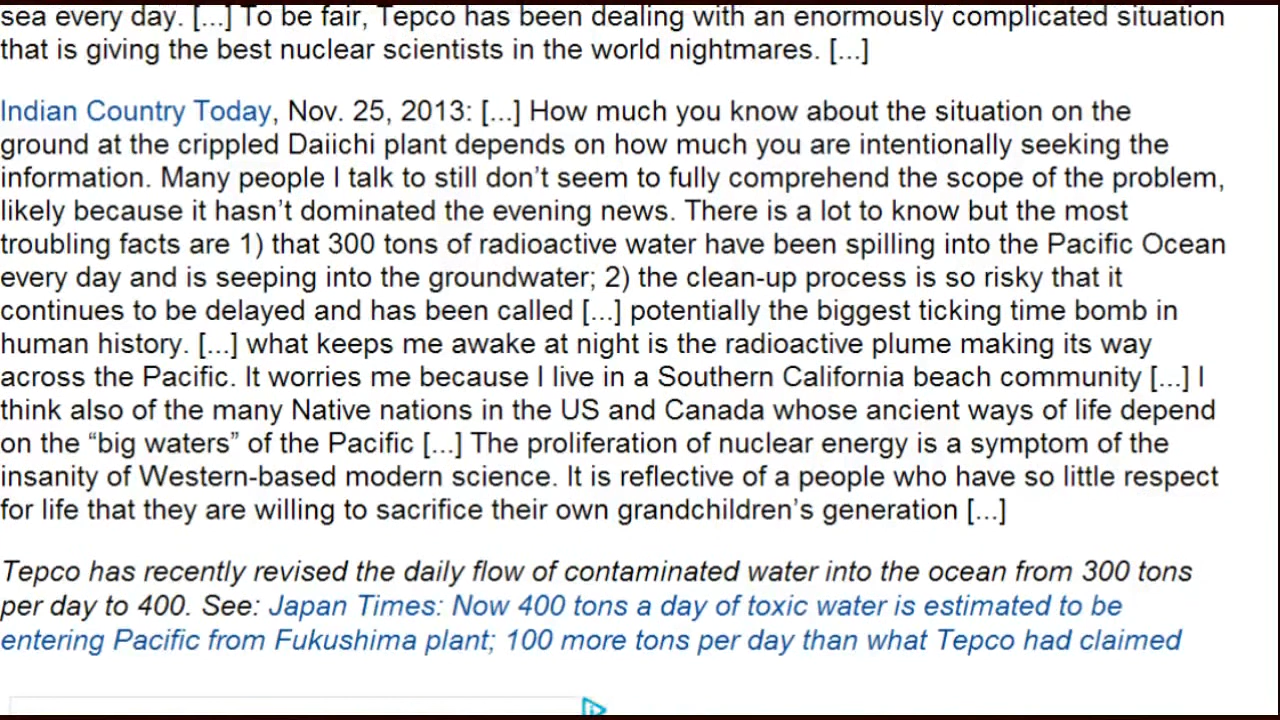 sea every day. [...] To be fair, Tepco has been dealing with an enormously complicated situation
that is giving the best nuclear scientists in the world nightmares. [...]
Indian Country Today, Nov. 25, 2013: [...] How much you know about the situation on the
ground at the crippled Daiichi plant depends on how much you are intentionally seeking the
information. Many people I talk to still don’t seem to fully comprehend the scope of the problem,
likely because it hasn’t dominated the evening news. There is a lot to know but the most
troubling facts are 1) that 300 tons of radioactive water have been spilling into the Pacific Ocean
every day and is seeping into the groundwater; 2) the clean-up process is so risky that it
continues to be delayed and has been called [...] potentially the biggest ticking time bomb in
human history. [...] what keeps me awake at night is the radioactive plume making its way
across the Pacific. It worries me because I live in a Southern California beach community [...] I
think also of the many Native nations in the US and Canada whose ancient ways of life depend
on the “big waters” of the Pacific [...] The proliferation of nuclear energy is a symptom of the
insanity of Western-based modern science. It is reflective of a people who have so little respect
for life that they are willing to sacrifice their own grandchildren’s generation [...]
Tepco has recently revised the daily flow of contaminated water into the ocean from 300 tons
per day to 400. See: Japan Times: Now 400 tons a day of toxic water is estimated to be
entering Pacific from Fukushima plant; 100 more tons per day than what Tepco had claimed